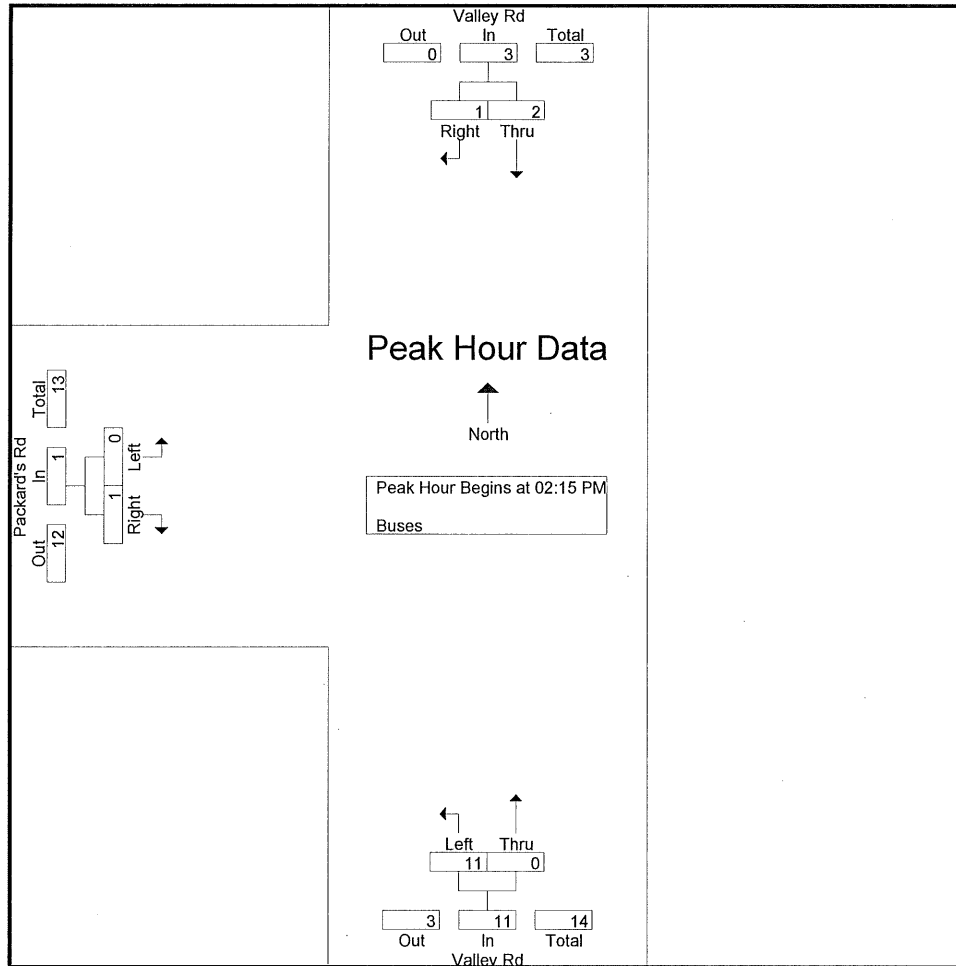 Valley Rd
Out In Total
0 3 3
1 2
Right Thru
Peak Hour Data
North
Peak Hour Begins at 02:15 PM
Buses
Packard's Rd
Out In Total
12 1 13
1 0
Right Left
Left Thru
11 0
3 11 14
Out In Total
Valley Rd